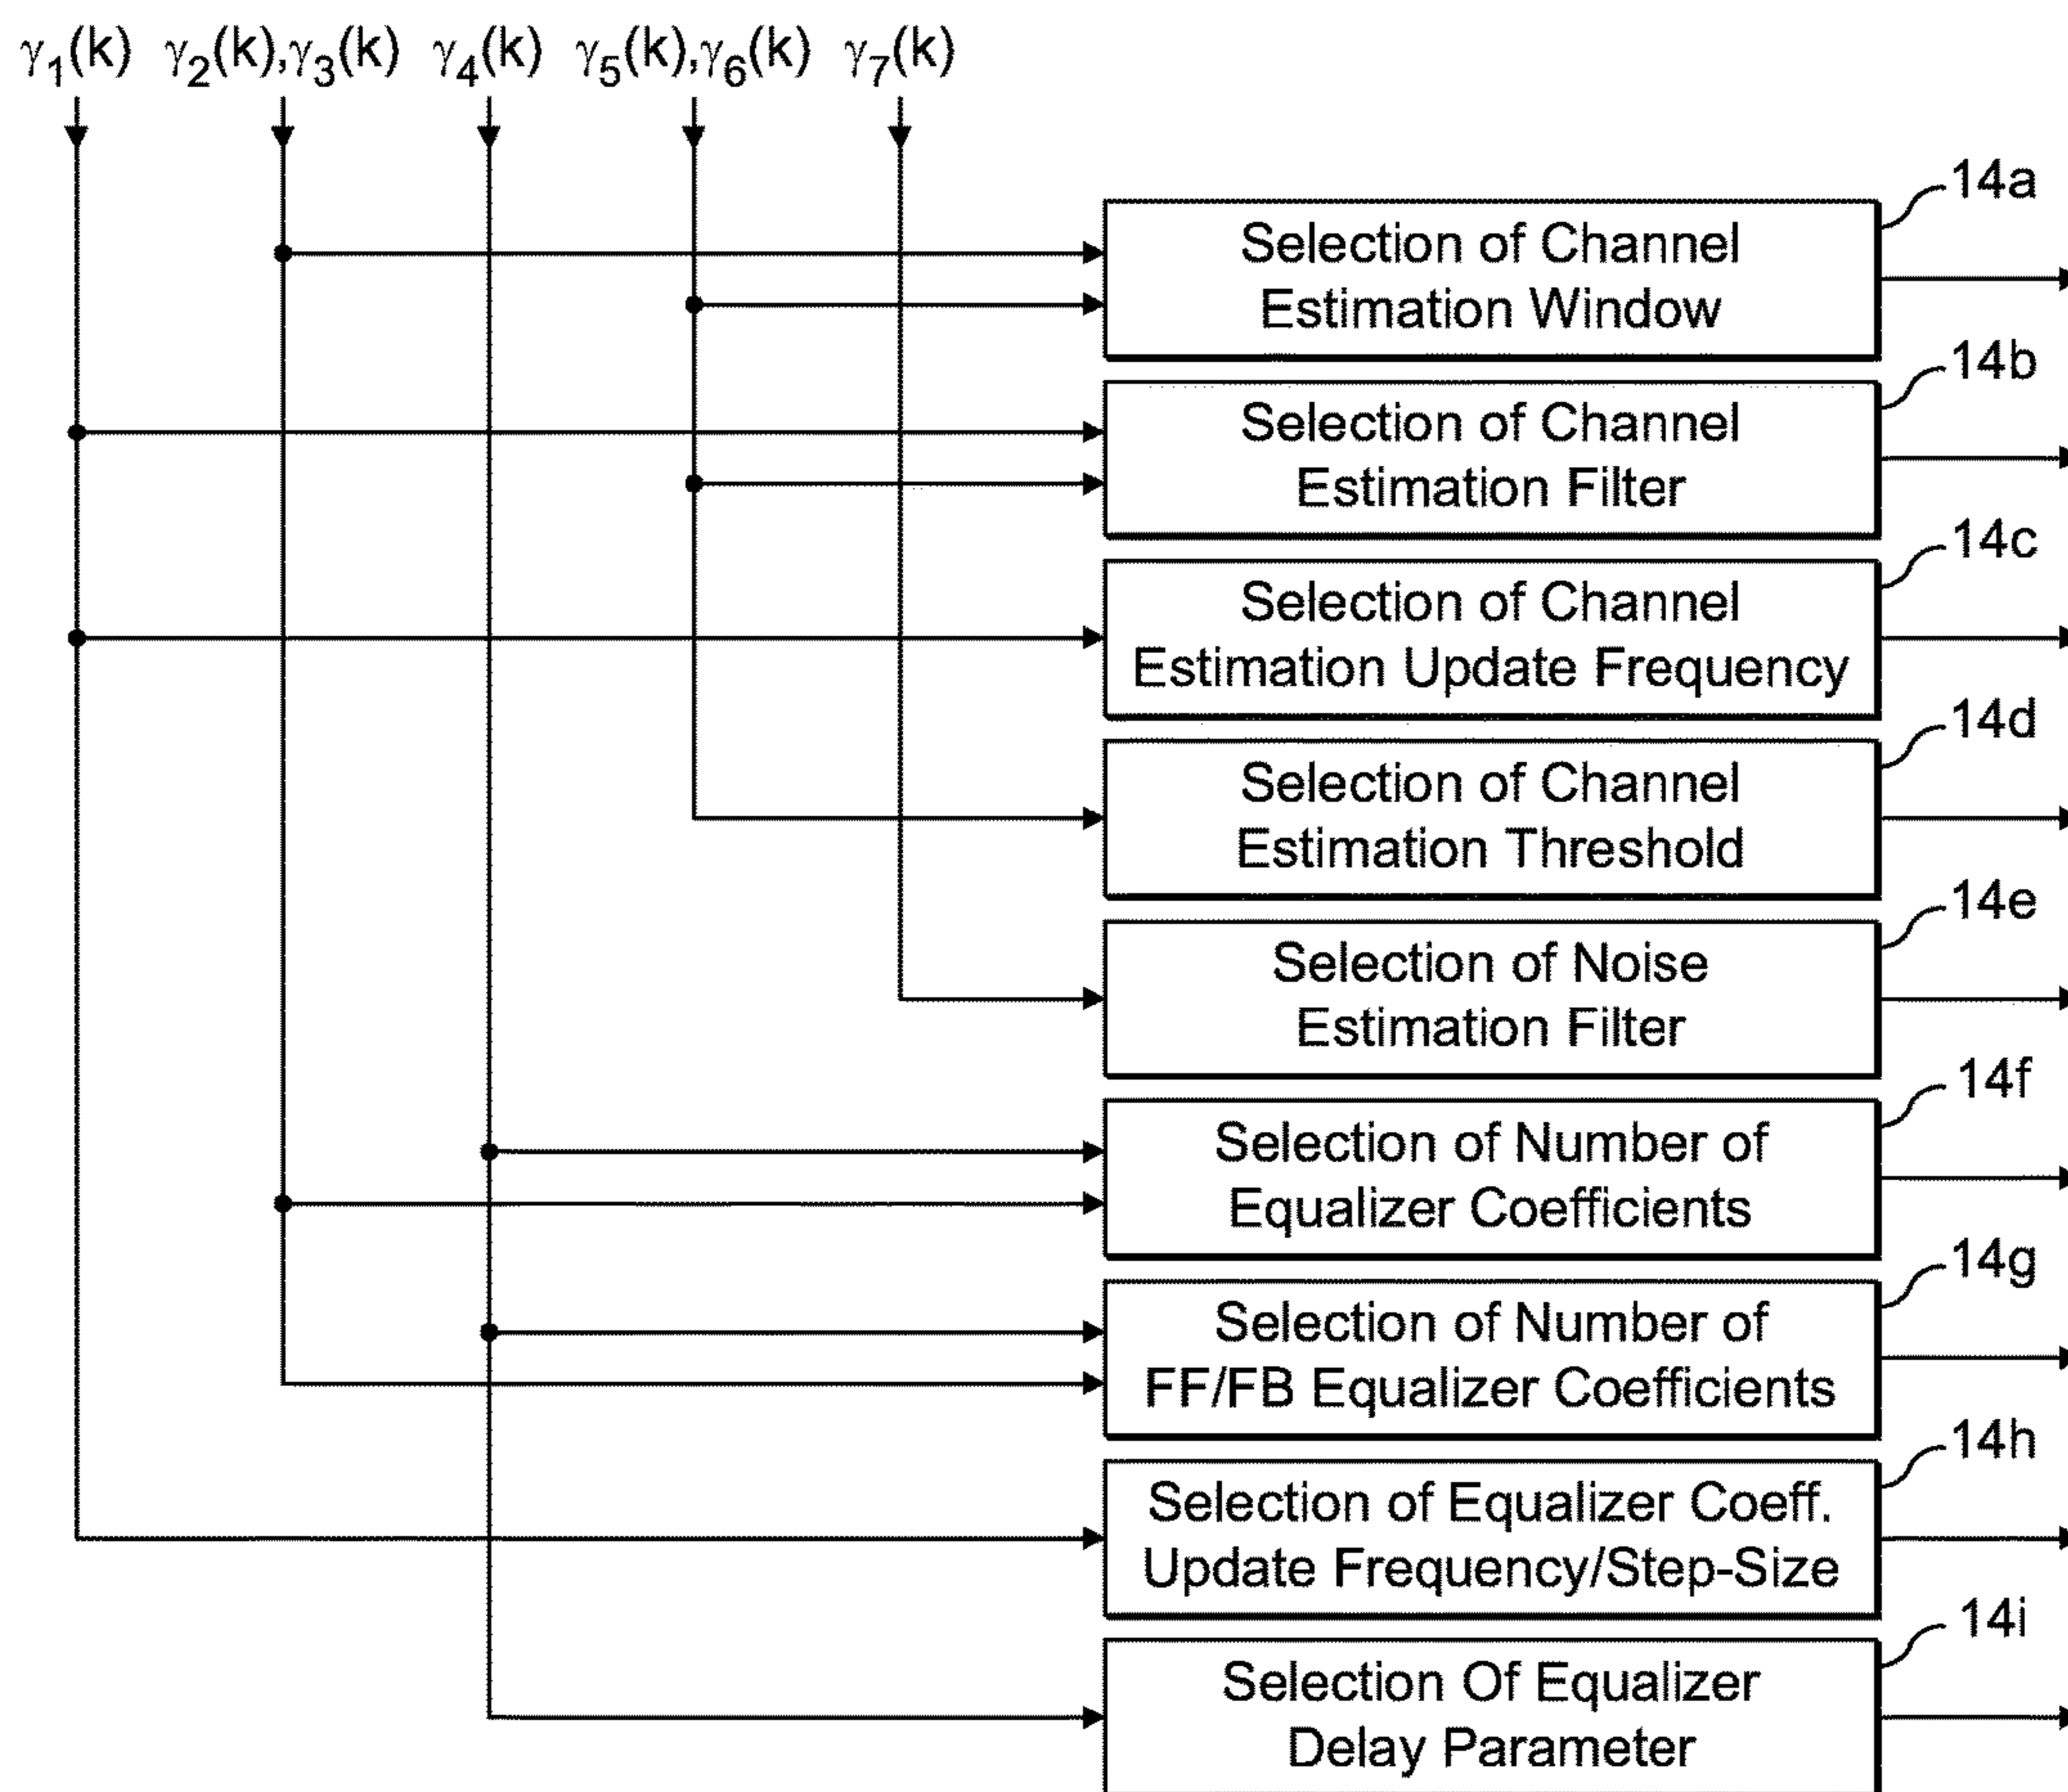 γ₁(k) γ₂(k),γ₃(k) γ₄(k) γ₅(k),γ₆(k) γ₇(k)
14a
Selection of Channel
Estimation Window
14b
Selection of Channel
Estimation Filter
14c
Selection of Channel
Estimation Update Frequency
14d
Selection of Channel
Estimation Threshold
14e
Selection of Noise
Estimation Filter
14f
Selection of Number of
Equalizer Coefficients
14g
Selection of Number of
FF/FB Equalizer Coefficients
14h
Selection of Equalizer Coeff.
Update Frequency/Step-Size
14i
Selection Of Equalizer
Delay Parameter